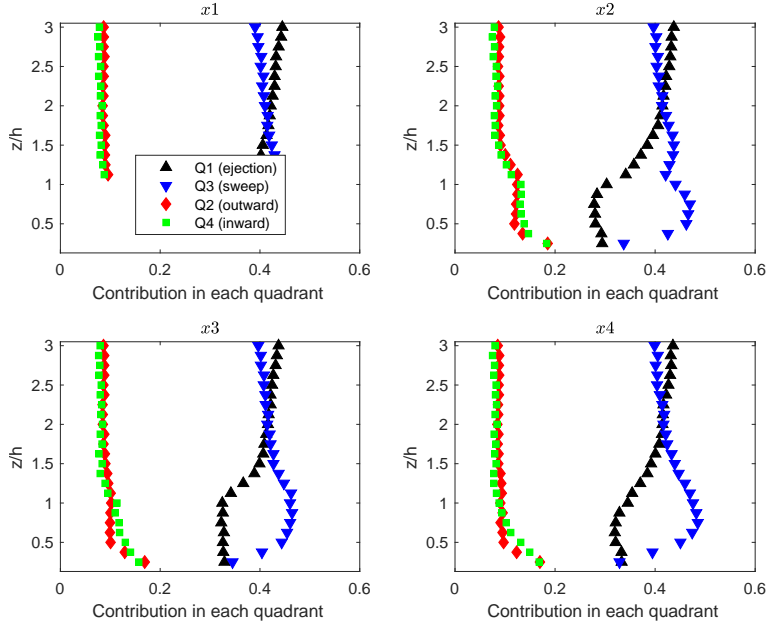 x1
3
2.5
2
1.5
1
0.5
z/h
Q1 (ejection)
Q3 (sweep)
Q2 (outward)
Q4 (inward)
0 0.2 0.4 0.6
Contribution in each quadrant
x2
3
2.5
2
1.5
1
0.5
z/h
0 0.2 0.4 0.6
Contribution in each quadrant
x3
3
2.5
2
1.5
1
0.5
z/h
0 0.2 0.4 0.6
Contribution in each quadrant
x4
3
2.5
2
1.5
1
0.5
z/h
0 0.2 0.4 0.6
Contribution in each quadrant